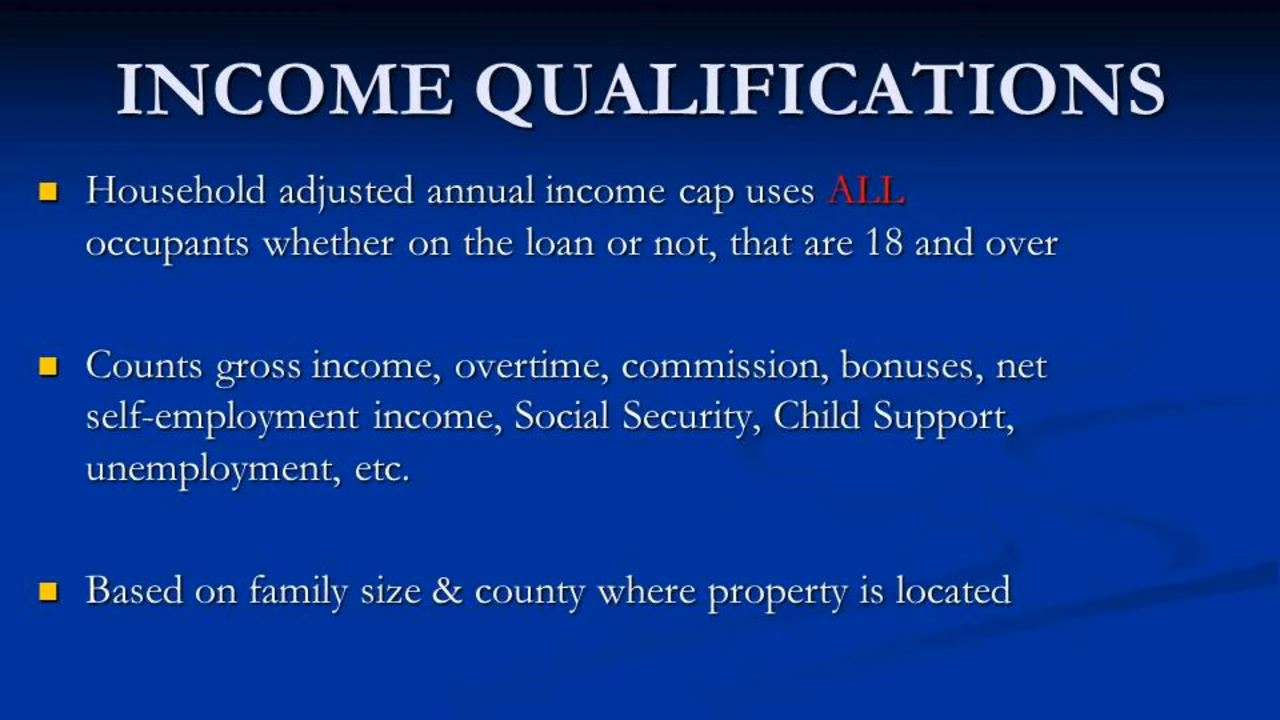 INCOME QUALIFICATIONS
Household adjusted annual income cap uses ALL
occupants whether on the loan or not, that are 18 and over
Counts gross income, overtime, commission, bonuses, net
self-employment income, Social Security, Child Support,
unemployment, etc.
Based on family size & county where property is located